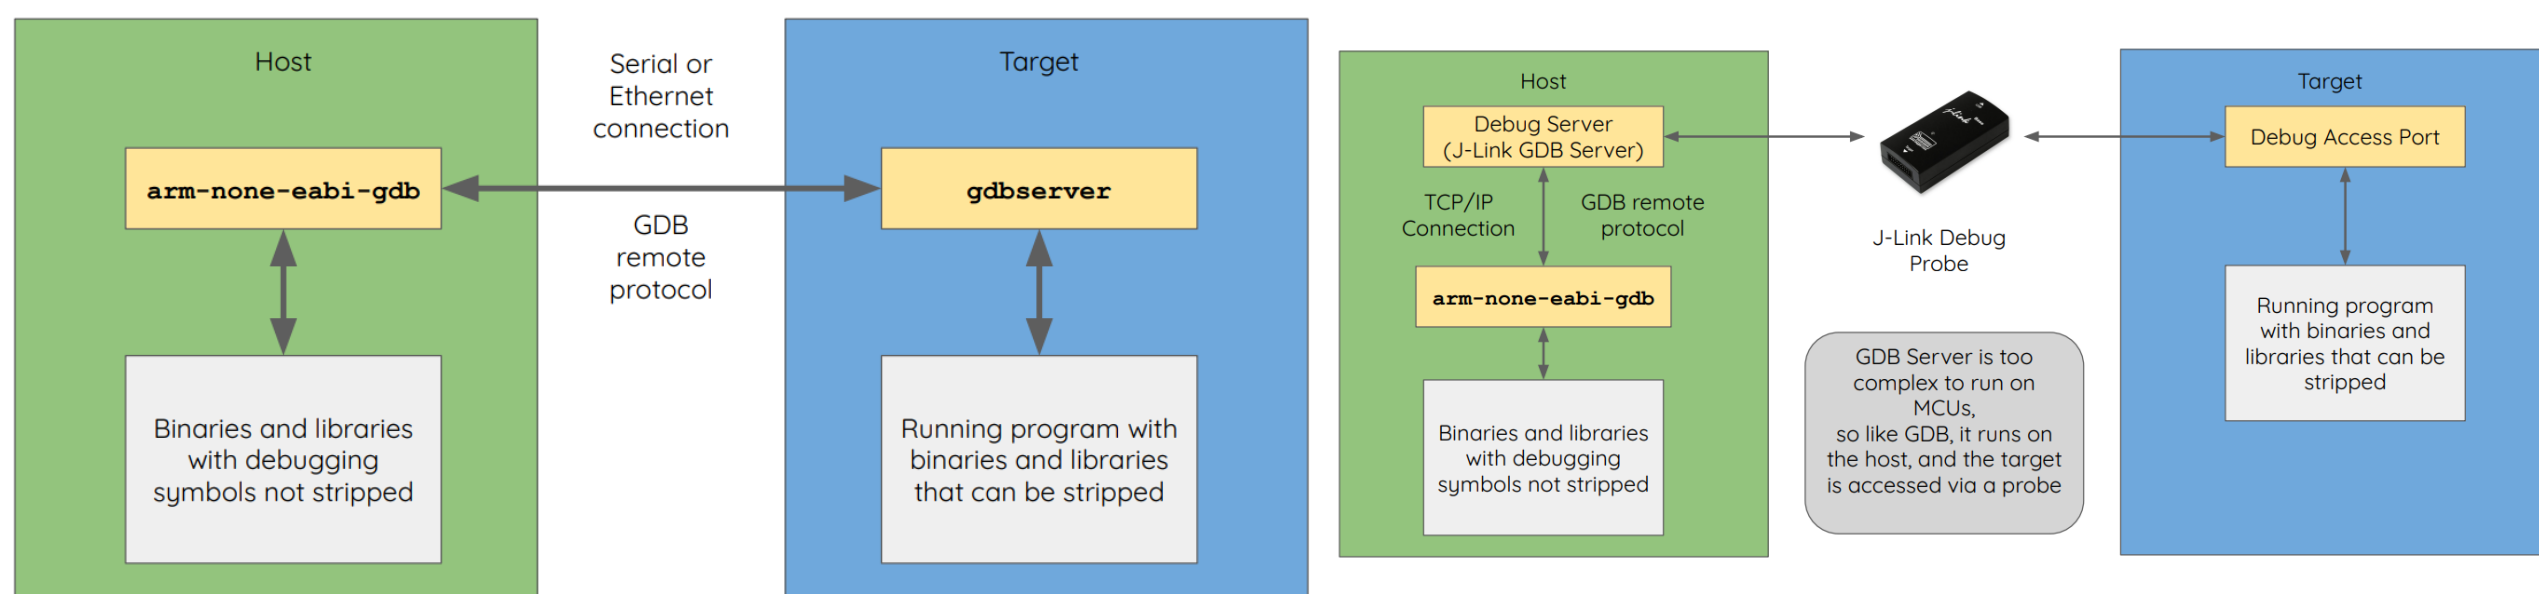 Host
arm-none-eabi-gdb
Binaries and libraries
with debugging
symbols not stripped
Serial or
Ethernet
connection
GDB
remote
protocol
Target
gdbserver
Running program with
binaries and libraries
that can be stripped
Host
Debug Server
(J-Link GDB Server)
TCP/IP
Connection
GDB remote
protocol
arm-none-eabi-gdb
Binaries and libraries
with debugging
symbols not stripped
J-Link
J-Link Debug
Probe
GDB Server is too
complex to run on
MCUs,
so like GDB, it runs on
the host, and the target
is accessed via a probe
Target
Debug Access Port
Running program
with binaries and
libraries that can be
stripped